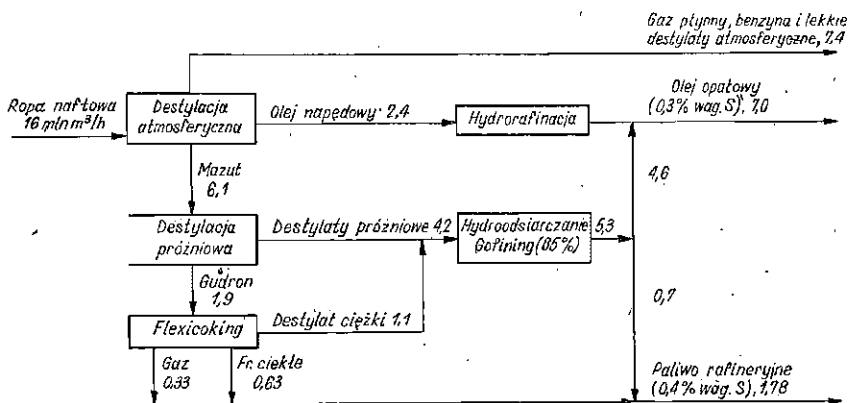 Gaz płynny, benzyna i lekkie
destylaty atmosferyczne, 7,4
Ropa naftowa
16 mln m³/h
Destylacja
atmosferyczna
Olej napędowy 2,4
Hydrorafinacja
Olej opałowy
(0,3% wag. S), 7,0
Mazut
6,1
4,6
Destylacja
próżniowa
Destylaty próżniowe 4,2
Hydroodsiarczanie
Gofining (85%)
5,3
Gudron
1,9
0,7
Flexicoking
Destylat ciężki 1,1
Gaz
0,33
Fr. ciekłe
0,63
Paliwo rafineryjne
(0,4% wag. S), 1,78